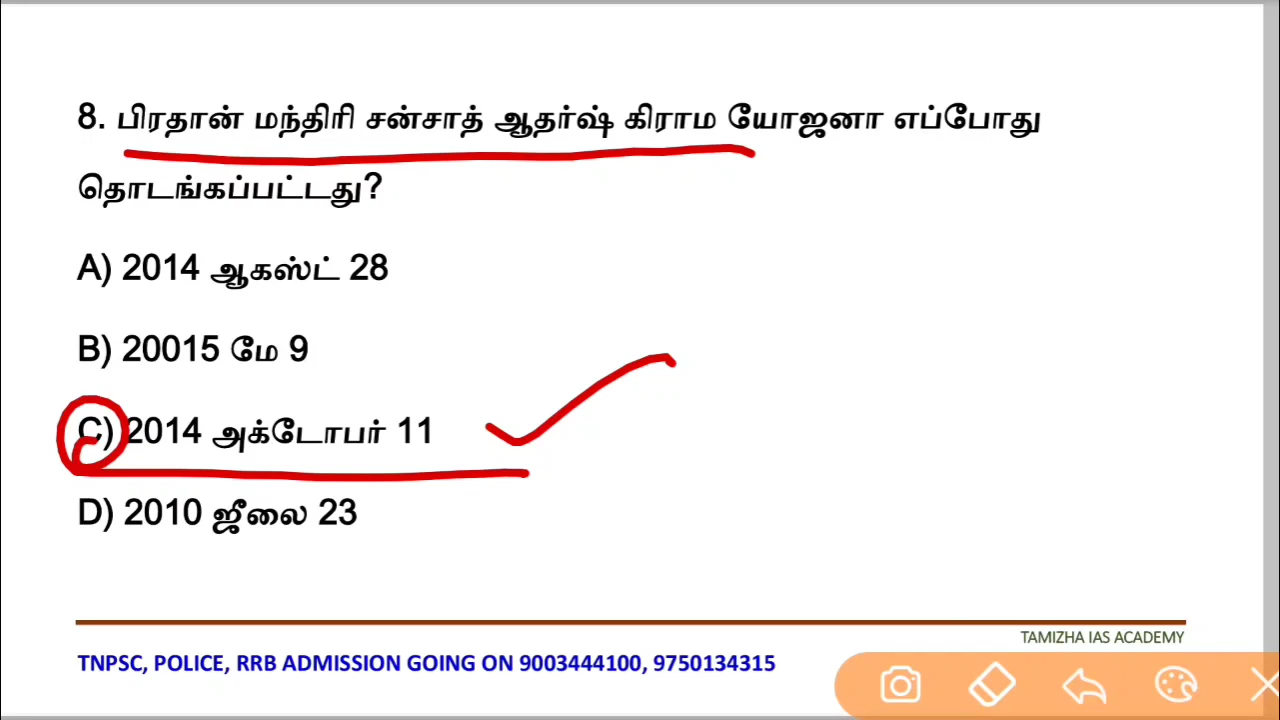 8. பிரதான் மந்திரி சன்சாத் ஆதர்ஷ் கிராம யோஜனா எப்போது
தொடங்கப்பட்டது?
A) 2014 ஆகஸ்ட் 28
B) 20015 மே 9
C) 2014 அக்டோபர் 11
D) 2010 ஜீலை 23
TAMIZHA IAS ACADEMY
TNPSC, POLICE, RRB ADMISSION GOING ON 9003444100, 9750134315